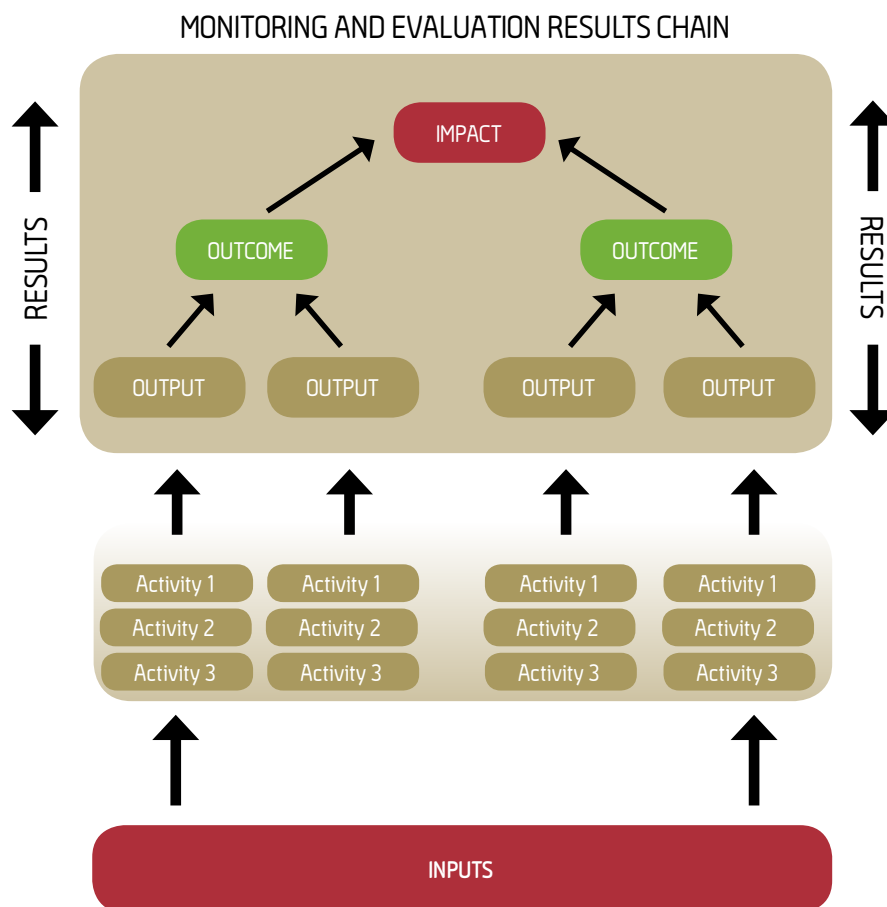 MONITORING AND EVALUATION RESULTS CHAIN
IMPACT
RESULTS
OUTCOME
OUTCOME
RESULTS
OUTPUT
OUTPUT
OUTPUT
OUTPUT
Activity 1
Activity 1
Activity 1
Activity 1
Activity 2
Activity 2
Activity 2
Activity 2
Activity 3
Activity 3
Activity 3
Activity 3
INPUTS